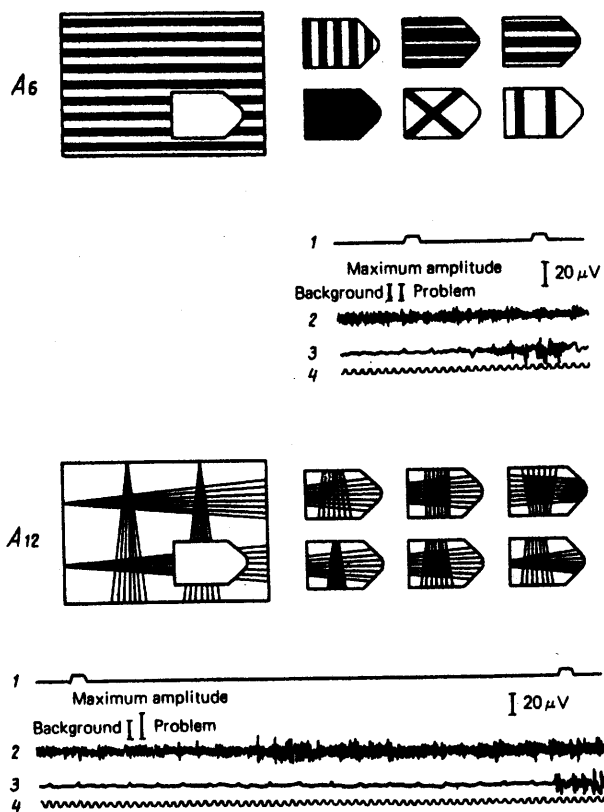 A6
1
Maximum amplitude
20 μV
Background Problem
2
3
4
A12
1
Maximum amplitude
20 μV
Background Problem
2
3
4